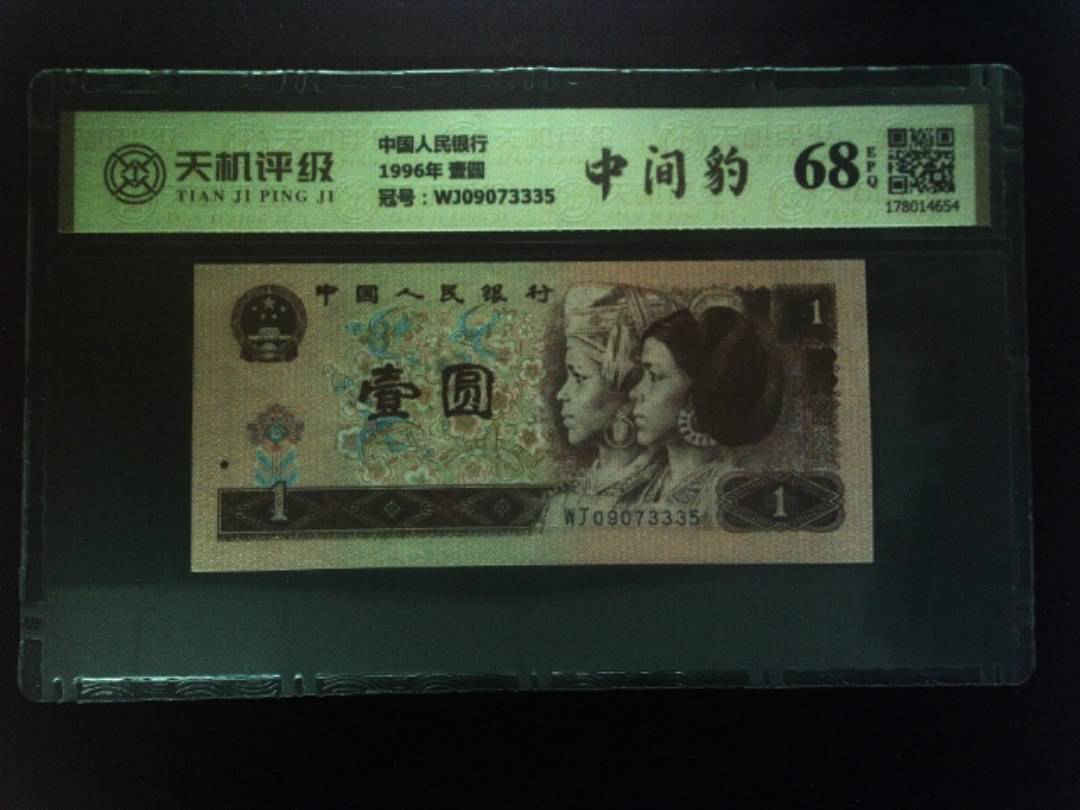 天机评级
TIAN JI PING JI
中国人民银行
1996年 壹圆
冠号：WJ09073335
中间豹
68
EPQ
178014654
中国人民银行
壹圆
1
1
WJ09073335
1